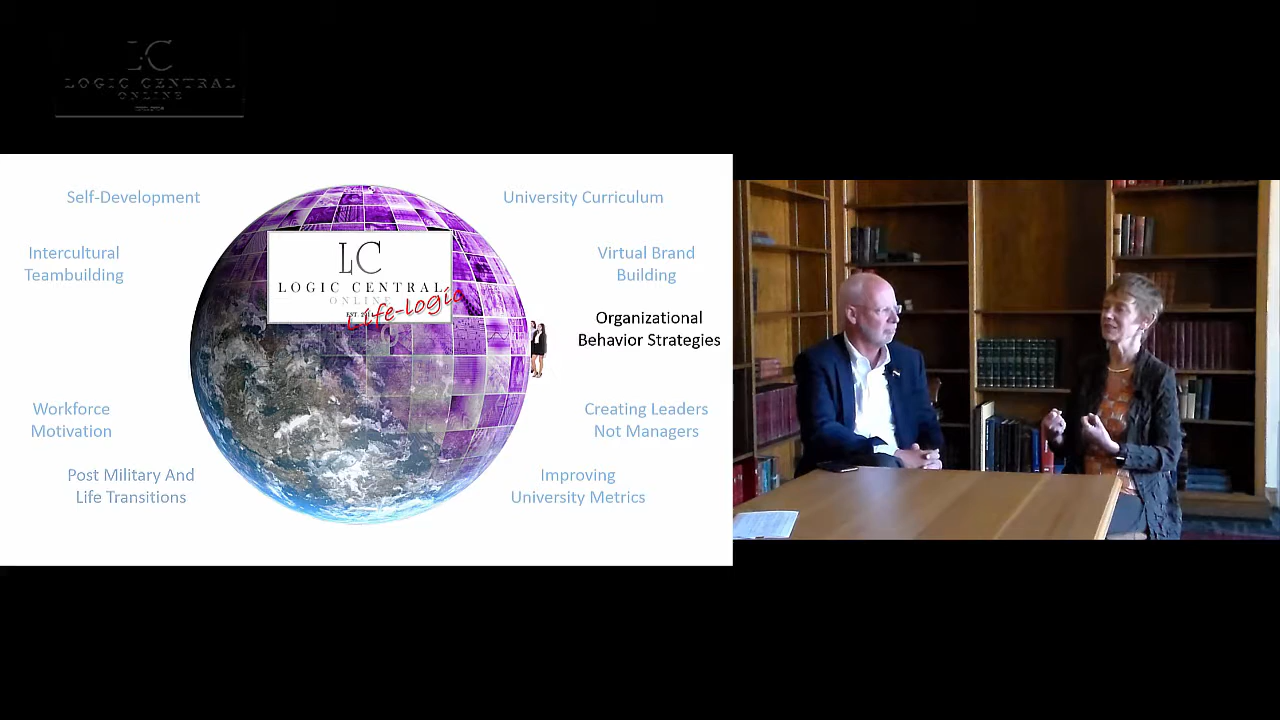 LC
LOGIC CENTRAL
ONLINE
Self-Development
University Curriculum
Intercultural
Teambuilding
Virtual Brand
Building
LC
LOGIC CENTRAL
ONLINE
EST
Life-logic
Organizational
Behavior Strategies
Workforce
Motivation
Creating Leaders
Not Managers
Post Military And
Life Transitions
Improving
University Metrics